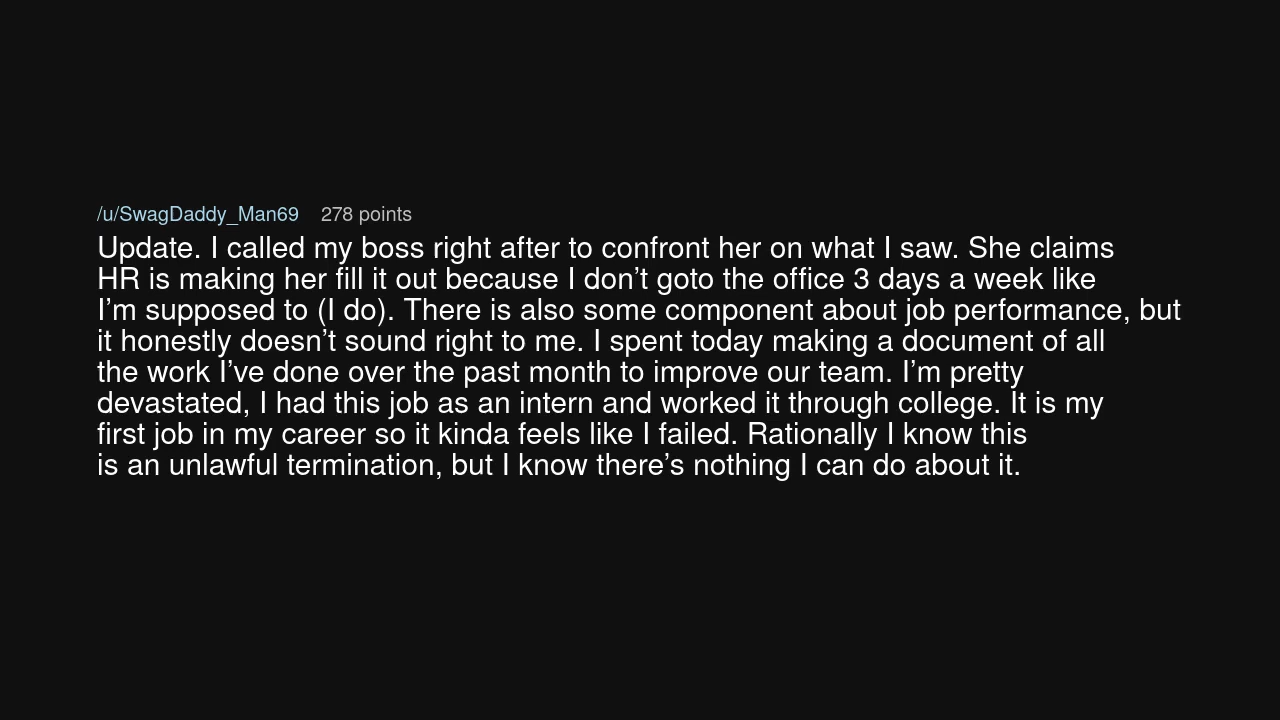 /u/SwagDaddy_Man69 278 points
Update. I called my boss right after to confront her on what I saw. She claims
HR is making her fill it out because I don’t goto the office 3 days a week like
I’m supposed to (I do). There is also some component about job performance, but
it honestly doesn’t sound right to me. I spent today making a document of all
the work I’ve done over the past month to improve our team. I’m pretty
devastated, I had this job as an intern and worked it through college. It is my
first job in my career so it kinda feels like I failed. Rationally I know this
is an unlawful termination, but I know there’s nothing I can do about it.